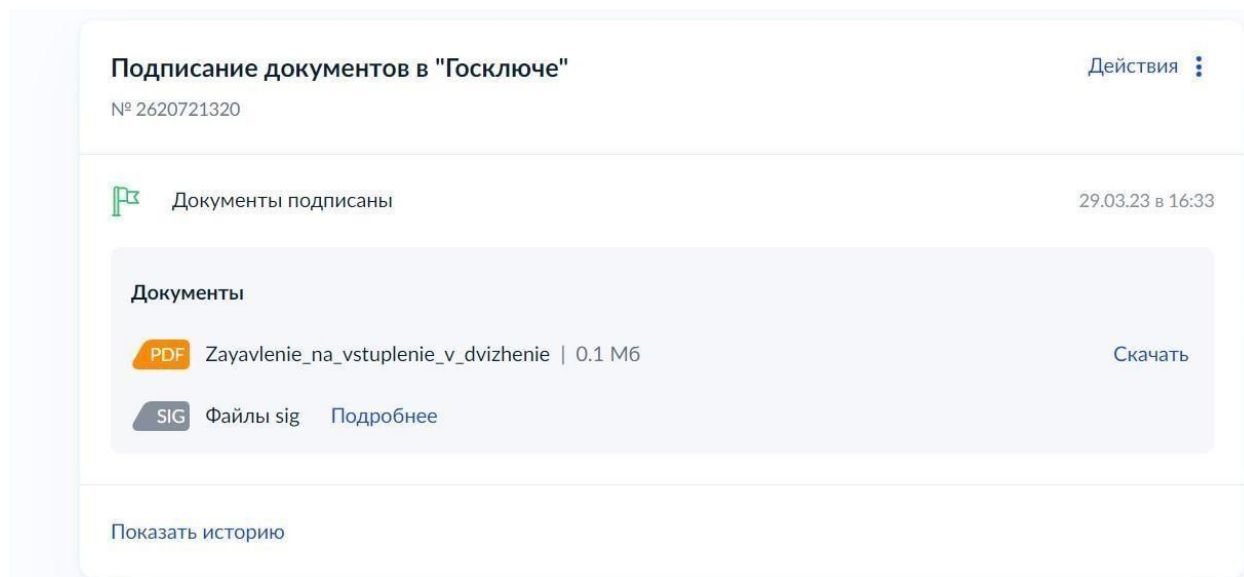 Подписание документов в "Госключе"
Действия
№ 2620721320
Документы подписаны
29.03.23 в 16:33
Документы
PDF Zayavlenie_na_vstuplenie_v_dvizhenie | 0.1 Мб
Скачать
SIG Файлы sig Подробнее
Показать историю